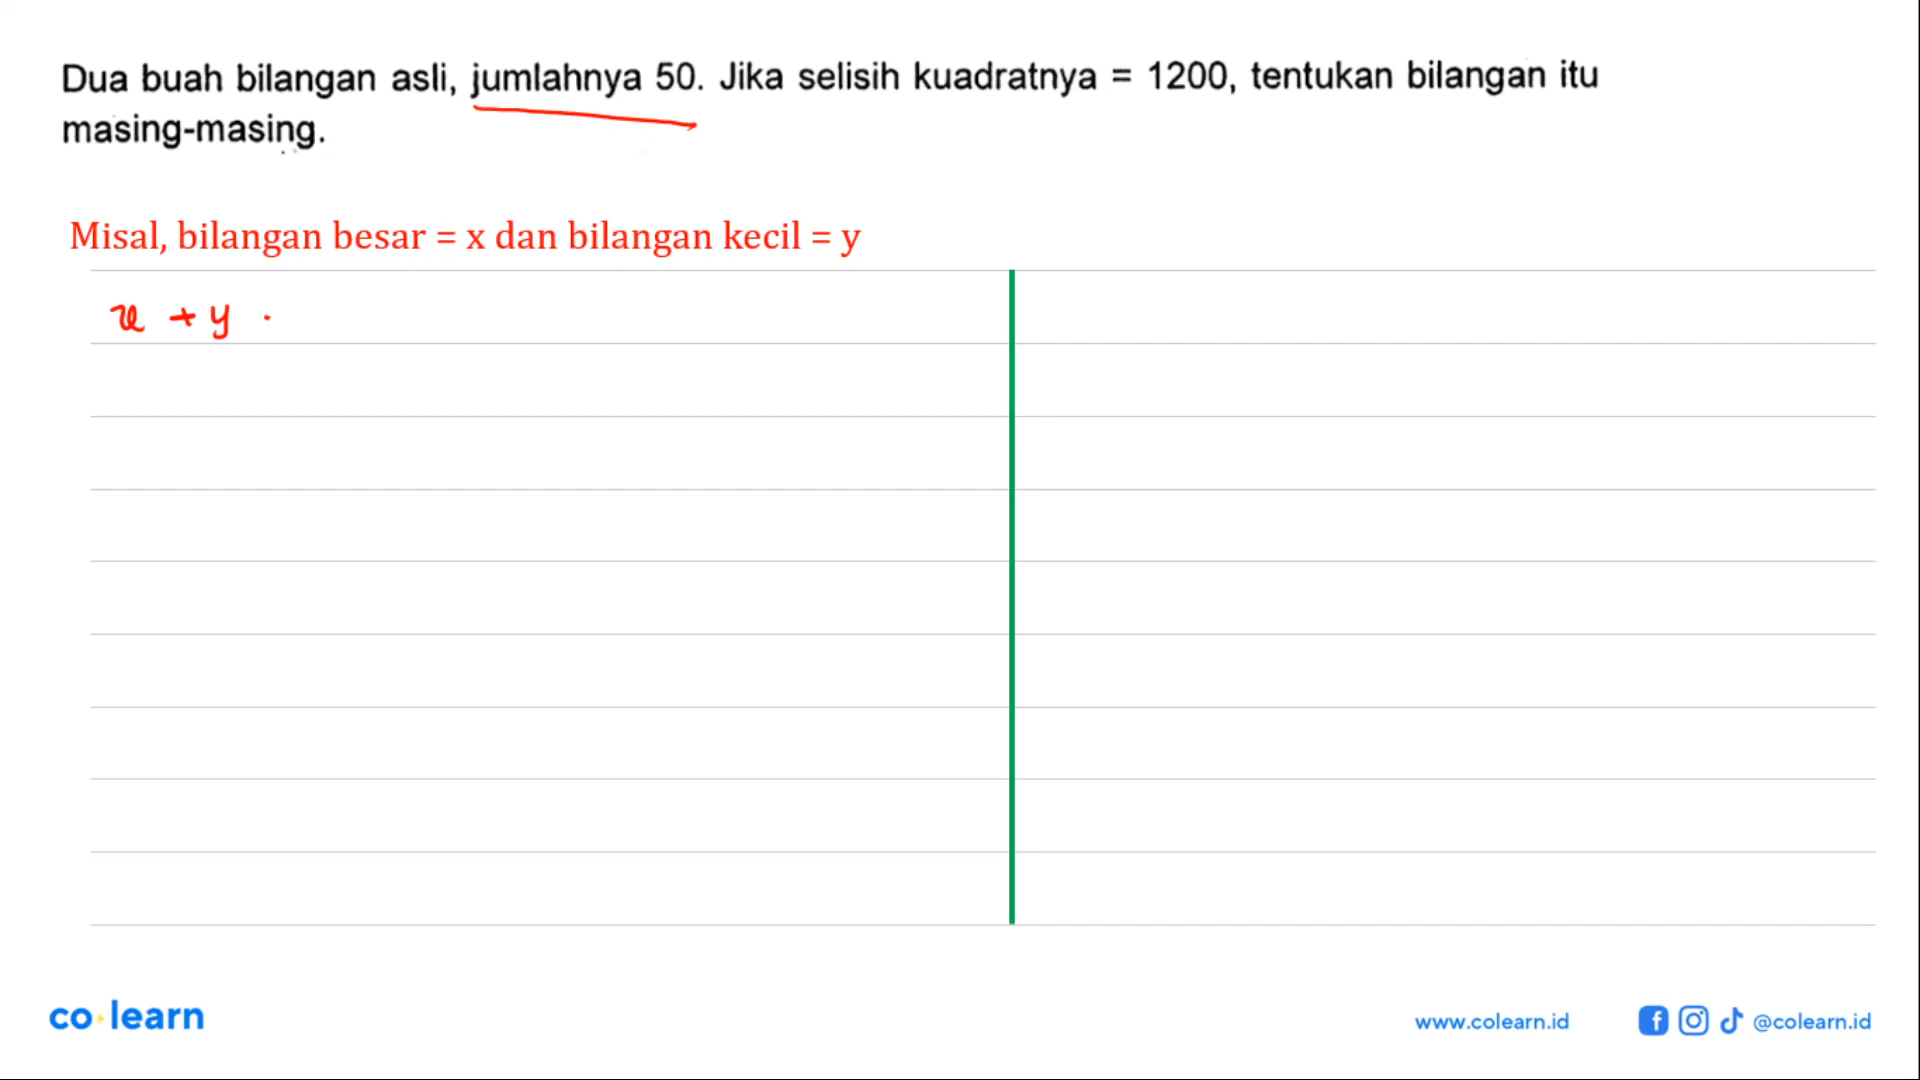 Dua buah bilangan asli, jumlahnya 50. Jika selisih kuadratnya = 1200, tentukan bilangan itu
masing-masing.
Misal, bilangan besar = x dan bilangan kecil = y
x + y
co learn
www.colearn.id
@colearn.id